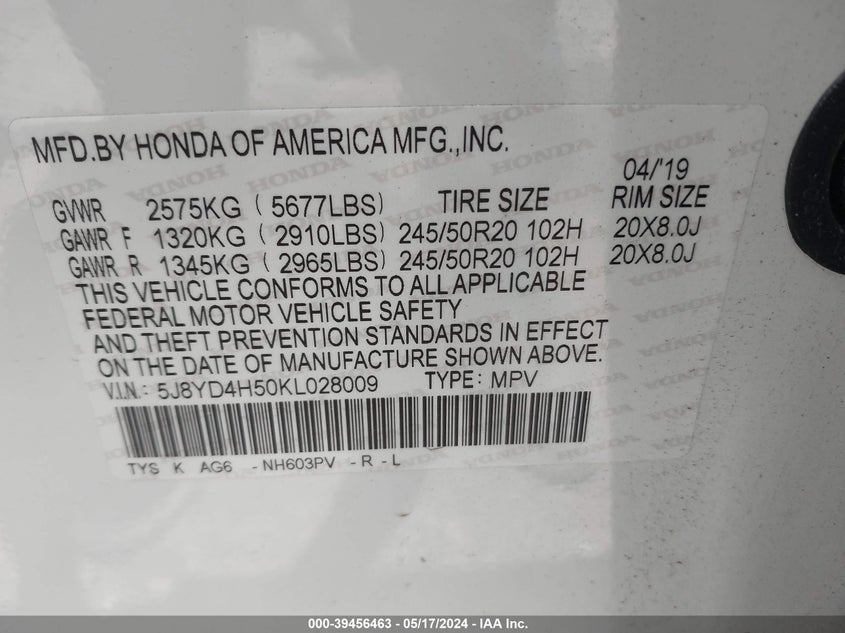 MFD.BY HONDA OF AMERICA MFG.,INC.
04/'19
GVWR 2575KG ( 5677LBS) TIRE SIZE RIM SIZE
GAWR F 1320KG ( 2910LBS) 245/50R20 102H 20X8.0J
GAWR R 1345KG ( 2965LBS) 245/50R20 102H 20X8.0J
THIS VEHICLE CONFORMS TO ALL APPLICABLE
FEDERAL MOTOR VEHICLE SAFETY
AND THEFT PREVENTION STANDARDS IN EFFECT
ON THE DATE OF MANUFACTURE SHOWN ABOVE.
V.I.N.: 5J8YD4H50KL028009 TYPE: MPV
TYS K AG6 -NH603PV -R -L
000-39456463 - 05/17/2024 - IAA Inc.